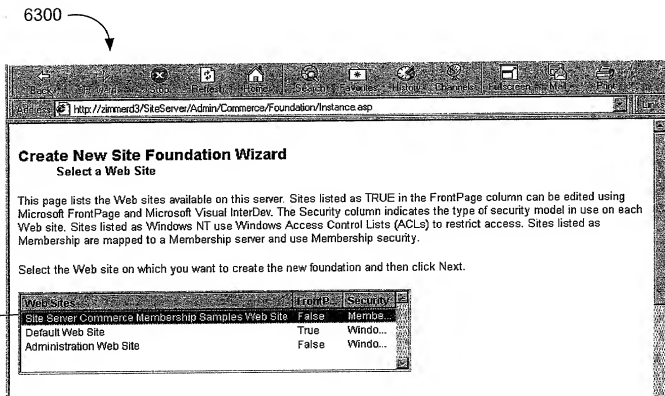 6300
Back Stop Refresh Home Search Favorites History Channels Fullscreen Mail Print
Address http://zimmerd3/SiteServer/Admin/Commerce/Foundation/Instance.asp
Create New Site Foundation Wizard
Select a Web Site
This page lists the Web sites available on this server. Sites listed as TRUE in the FrontPage column can be edited using
Microsoft FrontPage and Microsoft Visual InterDev. The Security column indicates the type of security model in use on each
Web site. Sites listed as Windows NT use Windows Access Control Lists (ACLs) to restrict access. Sites listed as
Membership are mapped to a Membership server and use Membership security.
Select the Web site on which you want to create the new foundation and then click Next.
Web Sites FrontP... Security
Site Server Commerce Membership Samples Web Site False Membe...
Default Web Site True Windo...
Administration Web Site False Windo...